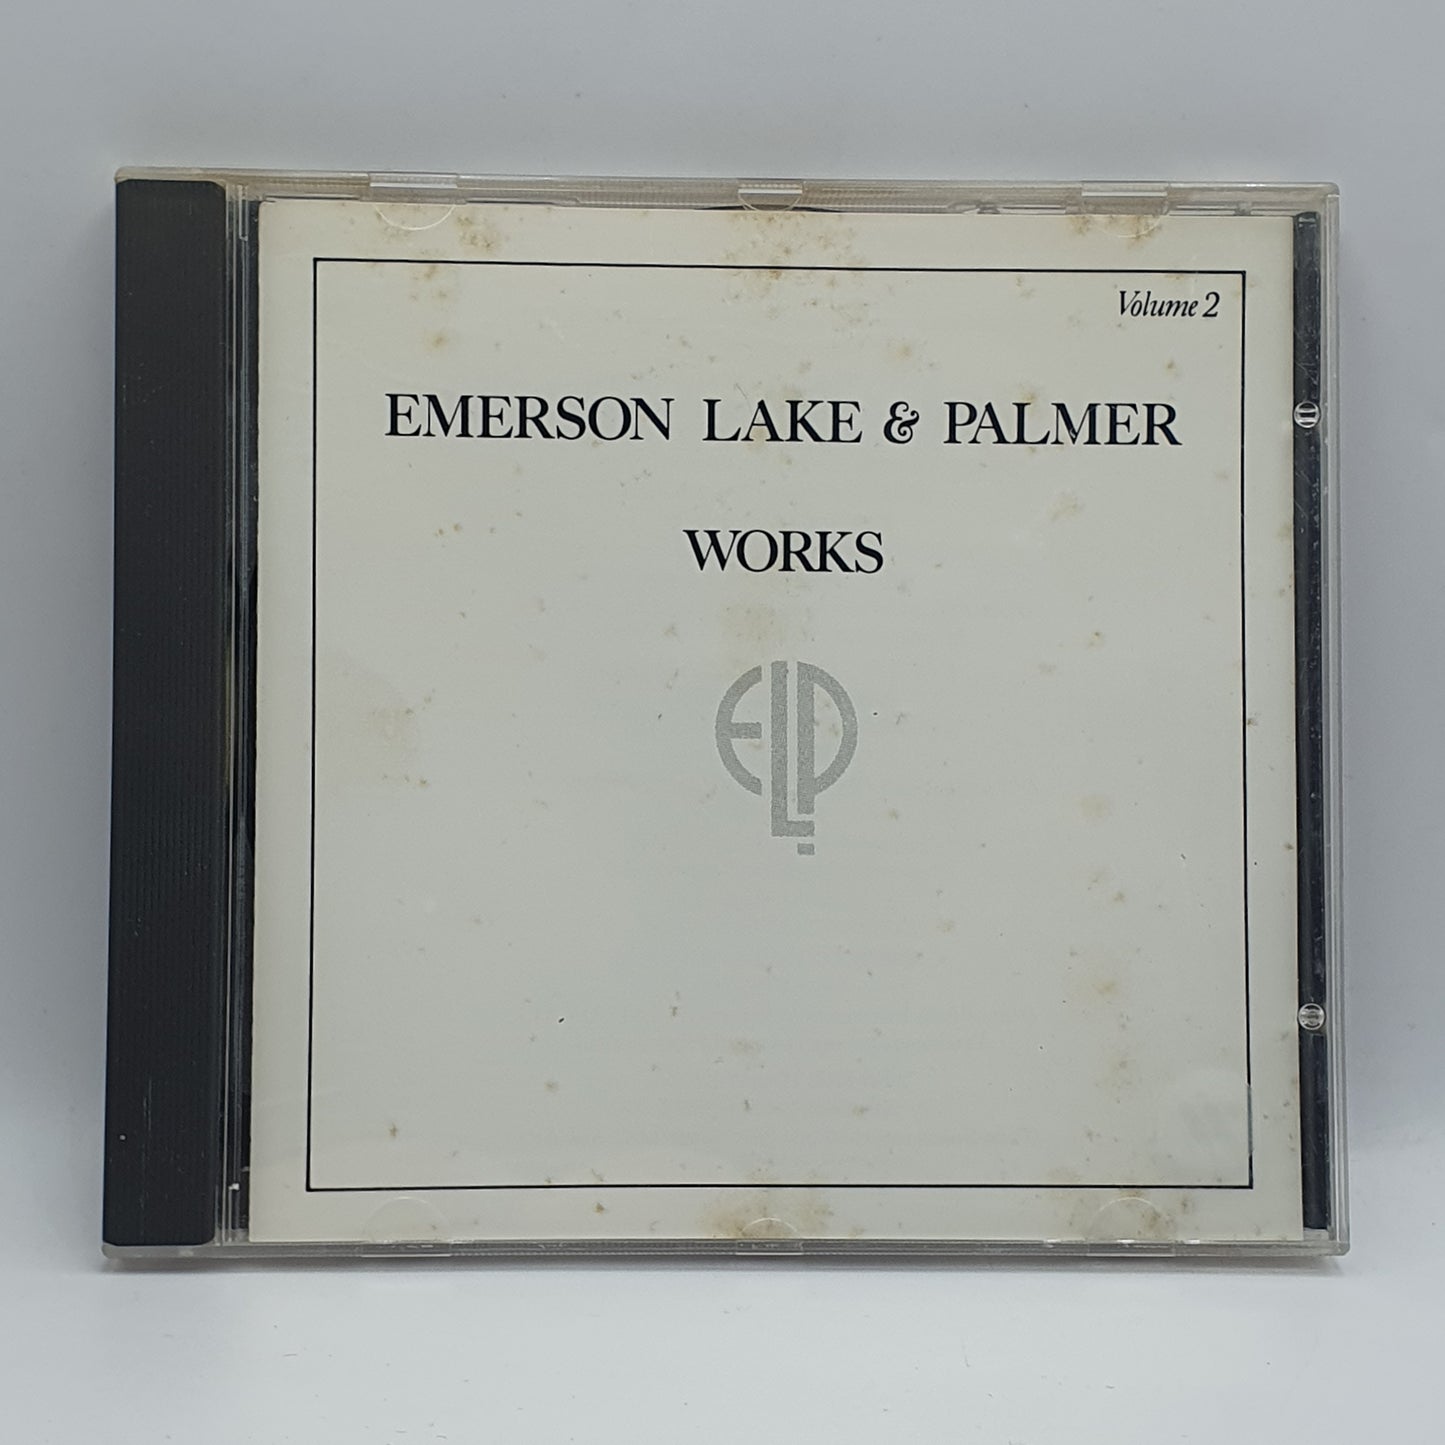 Volume 2
EMERSON LAKE & PALMER
WORKS
ELP